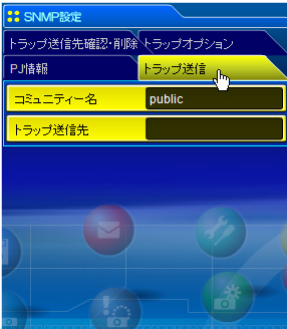 SNMP設定
トラップ送信先確認・削除 トラップオプション
PJ情報 トラップ送信
コミュニティー名 public
トラップ送信先